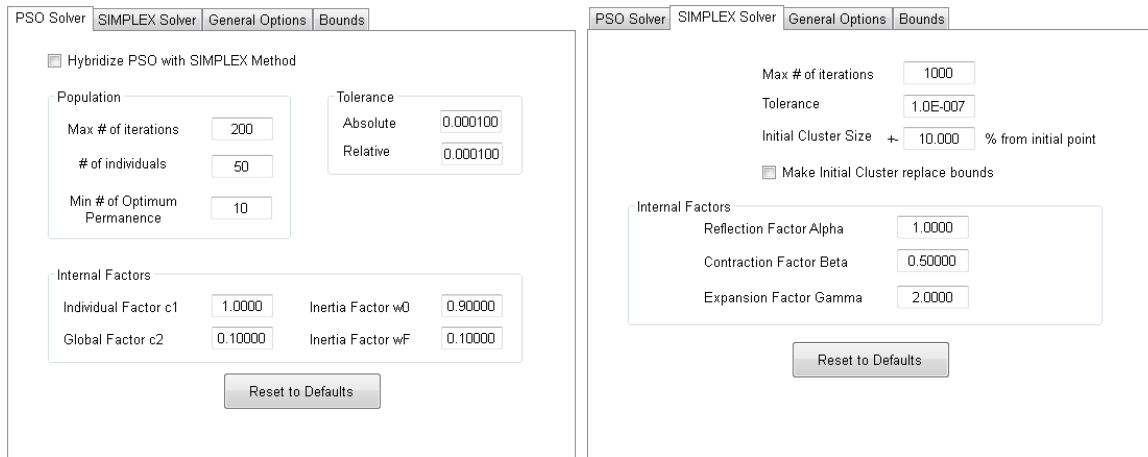 PSO Solver SIMPLEX Solver General Options Bounds
Hybridize PSO with SIMPLEX Method
Population
Max # of iterations 200
# of individuals 50
Min # of Optimum
Permanence 10
Tolerance
Absolute 0.000100
Relative 0.000100
Internal Factors
Individual Factor c1 1.0000 Inertia Factor w0 0.90000
Global Factor c2 0.10000 Inertia Factor wF 0.10000
Reset to Defaults
PSO Solver SIMPLEX Solver General Options Bounds
Max # of iterations 1000
Tolerance 1.0E-007
Initial Cluster Size +- 10.000 % from initial point
Make Initial Cluster replace bounds
Internal Factors
Reflection Factor Alpha 1.0000
Contraction Factor Beta 0.50000
Expansion Factor Gamma 2.0000
Reset to Defaults